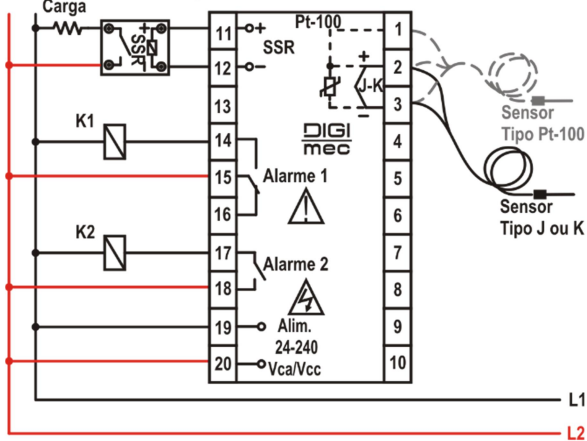 Carga
SSR
K1
K2
11
12
13
14
15
16
17
18
19
20
+
SSR
–
Alarme 1
Alarme 2
Alim.
24-240
Vca/Vcc
Pt-100
+
J-K
–
DIGI
mec
1
2
3
4
5
6
7
8
9
10
Sensor
Tipo Pt-100
Sensor
Tipo J ou K
L1
L2